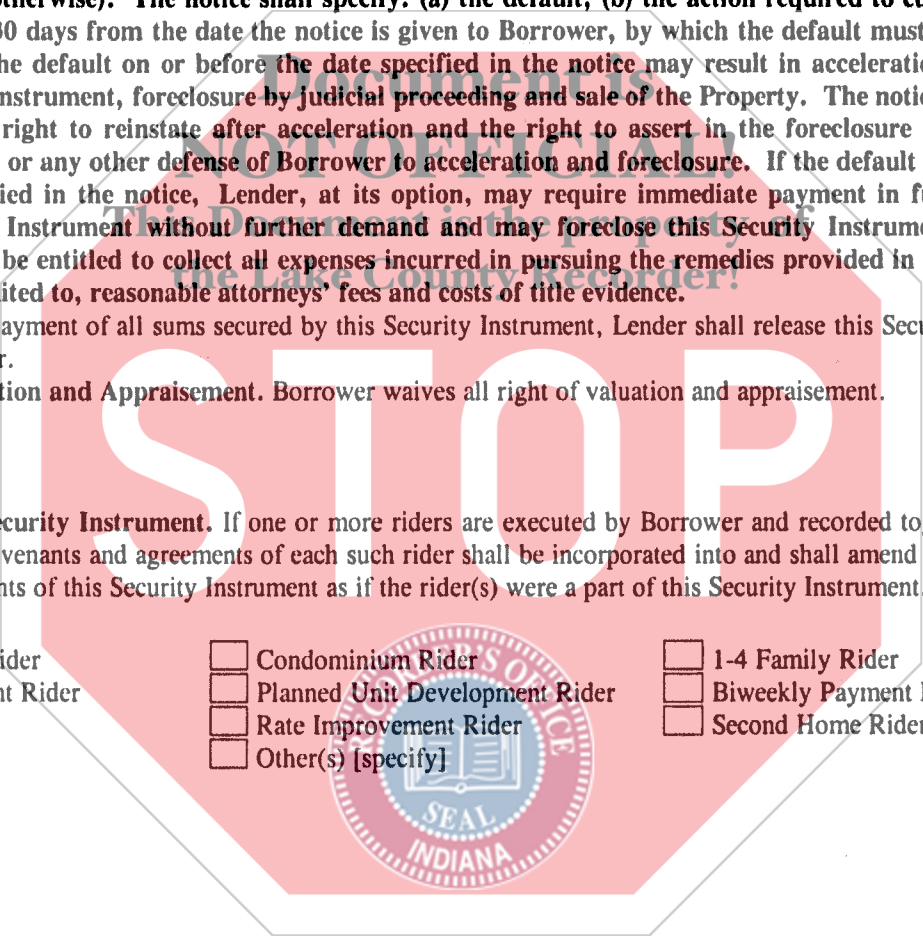 otherwise). The notice shall specify: (a) the default; (b) the action required to cu
30 days from the date the notice is given to Borrower, by which the default must
he default on or before the date specified in the notice may result in acceleratio
nstrument, foreclosure by judicial proceeding and sale of the Property. The notic
right to reinstate after acceleration and the right to assert in the foreclosure
or any other defense of Borrower to acceleration and foreclosure. If the default
ied in the notice, Lender, at its option, may require immediate payment in fu
Instrument without further demand and may foreclose this Security Instrume
be entitled to collect all expenses incurred in pursuing the remedies provided in
ited to, reasonable attorneys' fees and costs of title evidence.
ayment of all sums secured by this Security Instrument, Lender shall release this Secu
r.
tion and Appraisement. Borrower waives all right of valuation and appraisement.
ecurity Instrument. If one or more riders are executed by Borrower and recorded to
venants and agreements of each such rider shall be incorporated into and shall amend
nts of this Security Instrument as if the rider(s) were a part of this Security Instrument.
ider Condominium Rider 1-4 Family Rider
nt Rider Planned Unit Development Rider Biweekly Payment
Rate Improvement Rider Second Home Rider
Other(s) [specify]
Document is
NOT OFFICIAL!
This Document is the property of
the Lake County Recorder!
STOP
RECORDER'S OFFICE
SEAL
INDIANA